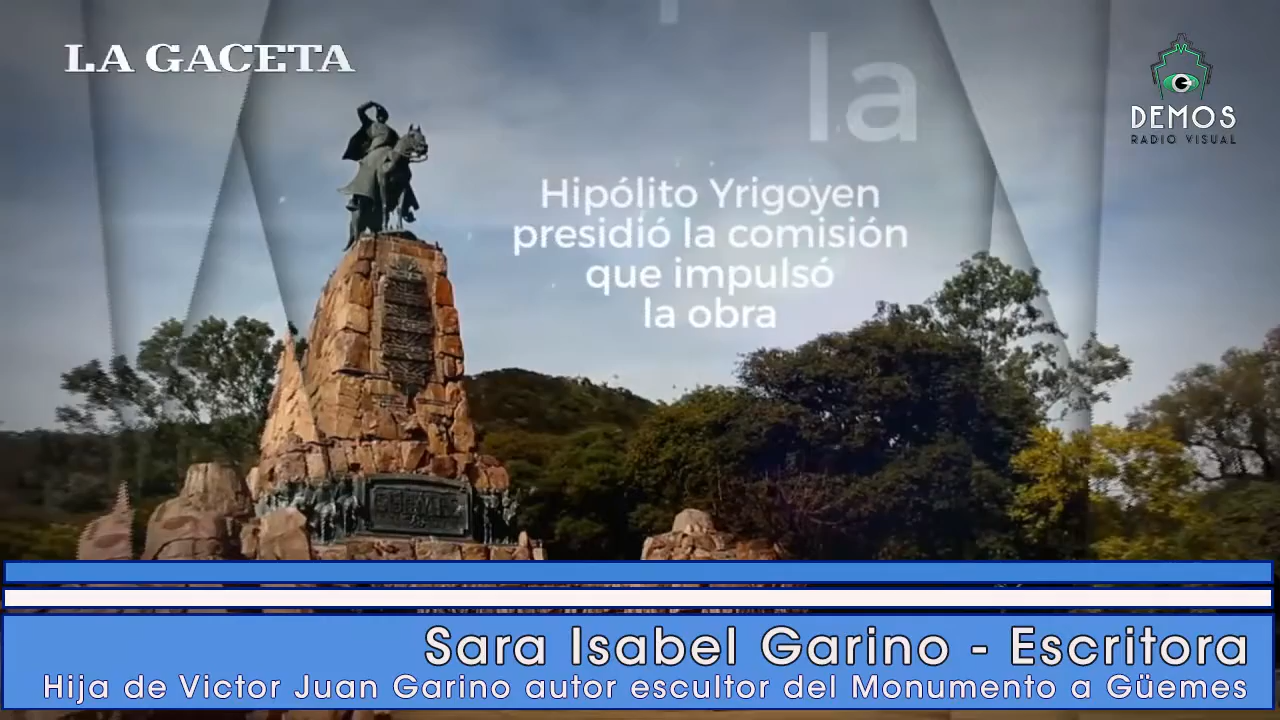 LA GACETA
la
DEMOS
RADIO VISUAL
Hipólito Yrigoyen
presidió la comisión
que impulsó
la obra
Sara Isabel Garino - Escritora
Hija de Victor Juan Garino autor escultor del Monumento a Güemes